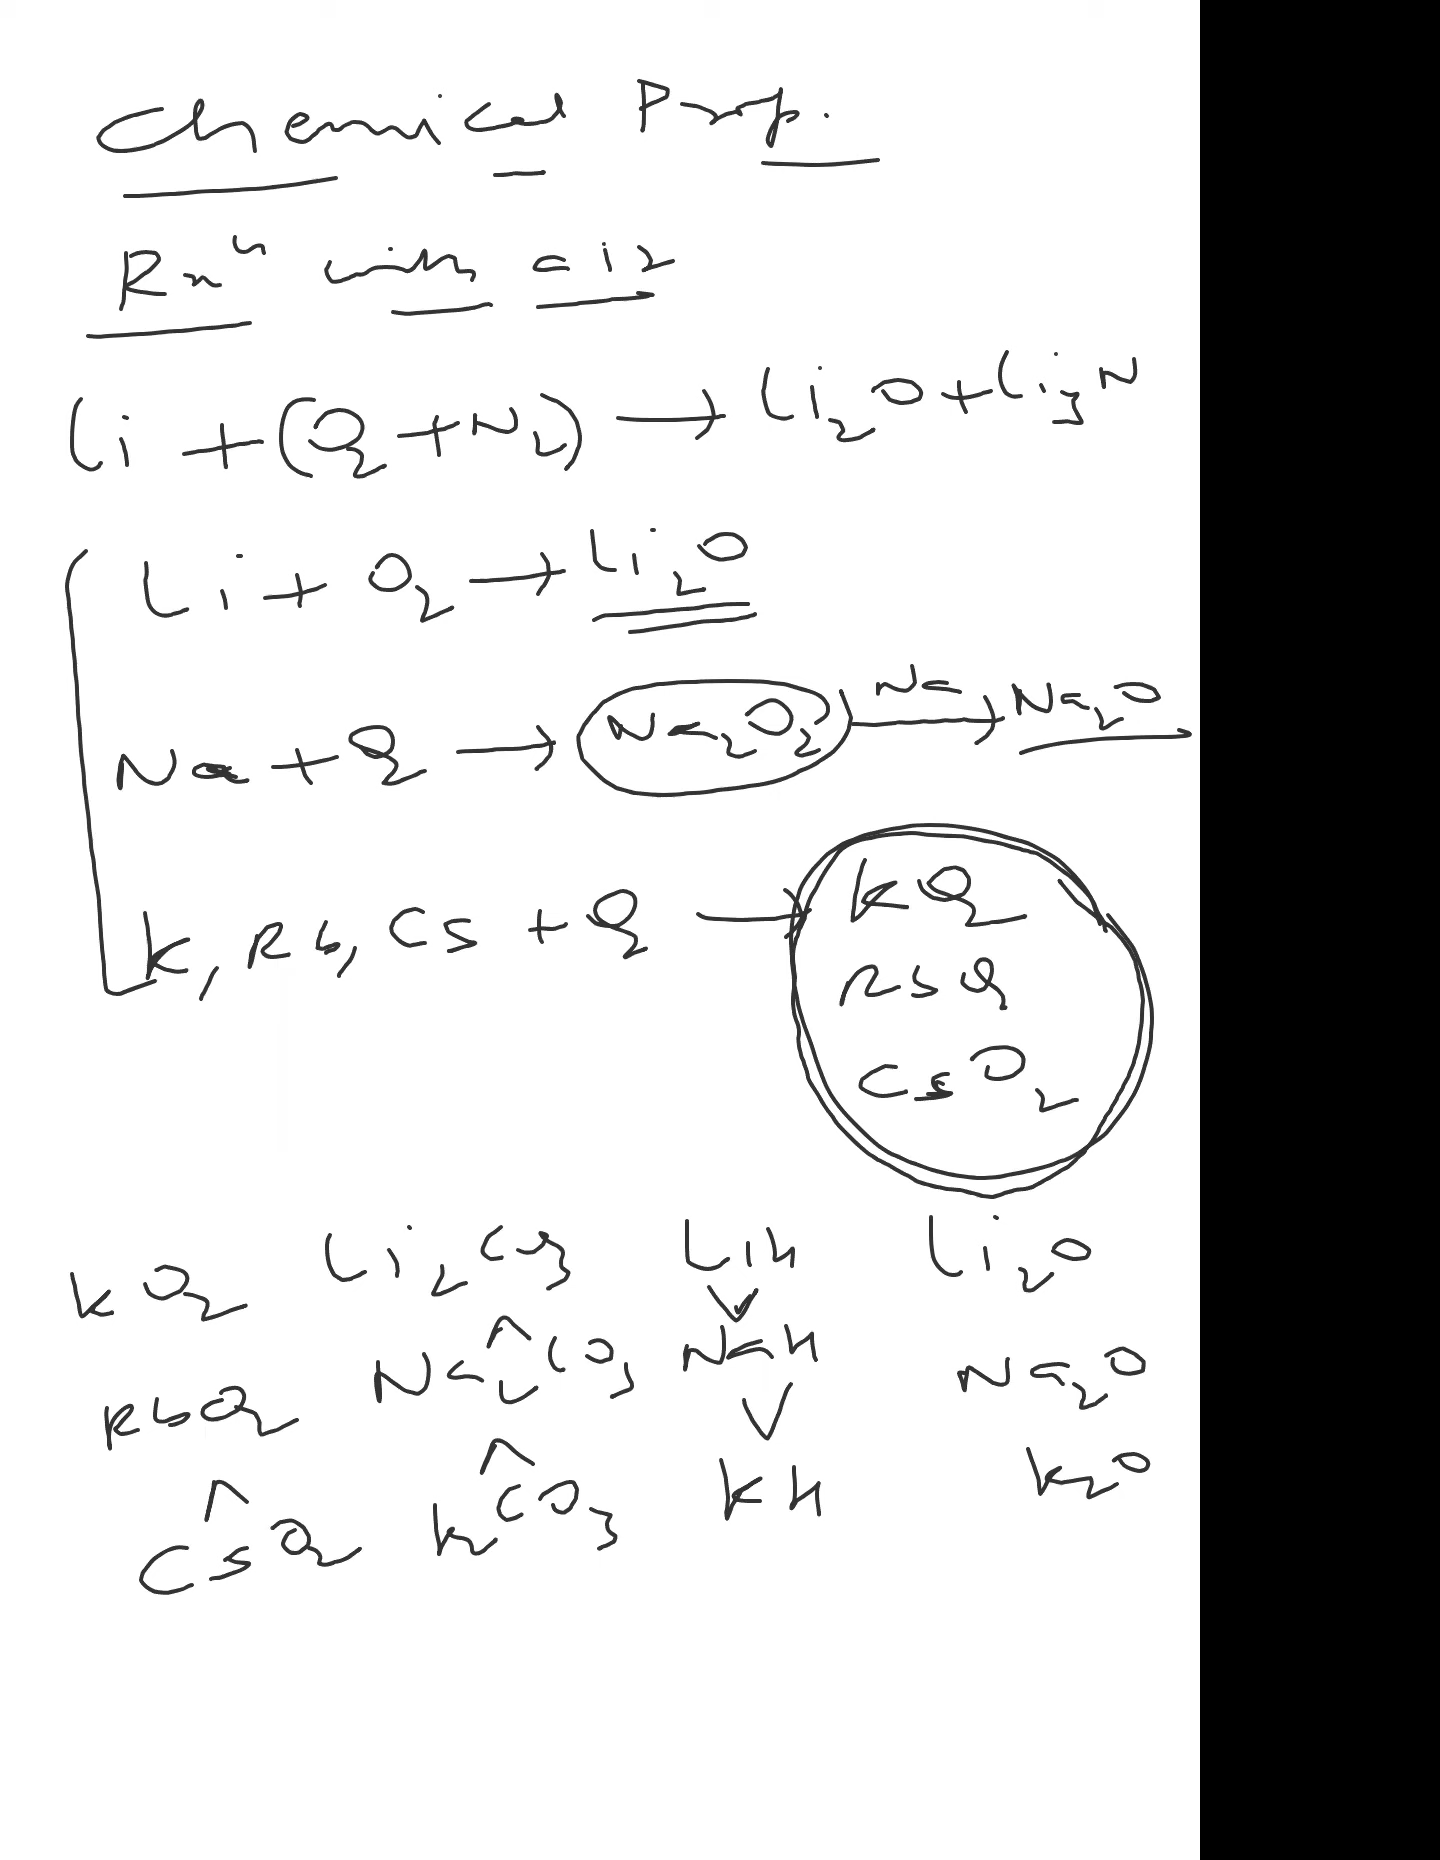 Chemical Prop.
Rxⁿ with air
Li + (O₂ + N₂) → Li₂O + Li₃N
Li + O₂ → Li₂O
Na + O₂ → Na₂O₂ Na → Na₂O
K, Rb, Cs + O₂ → KO₂
RbO₂
CsO₂
KO₂ Li₂CO₃ LiH Li₂O
∧ ∨
RbO₂ Na₂CO₃ NaH Na₂O
∧ ∧ ∨
CsO₂ K₂CO₃ KH K₂O